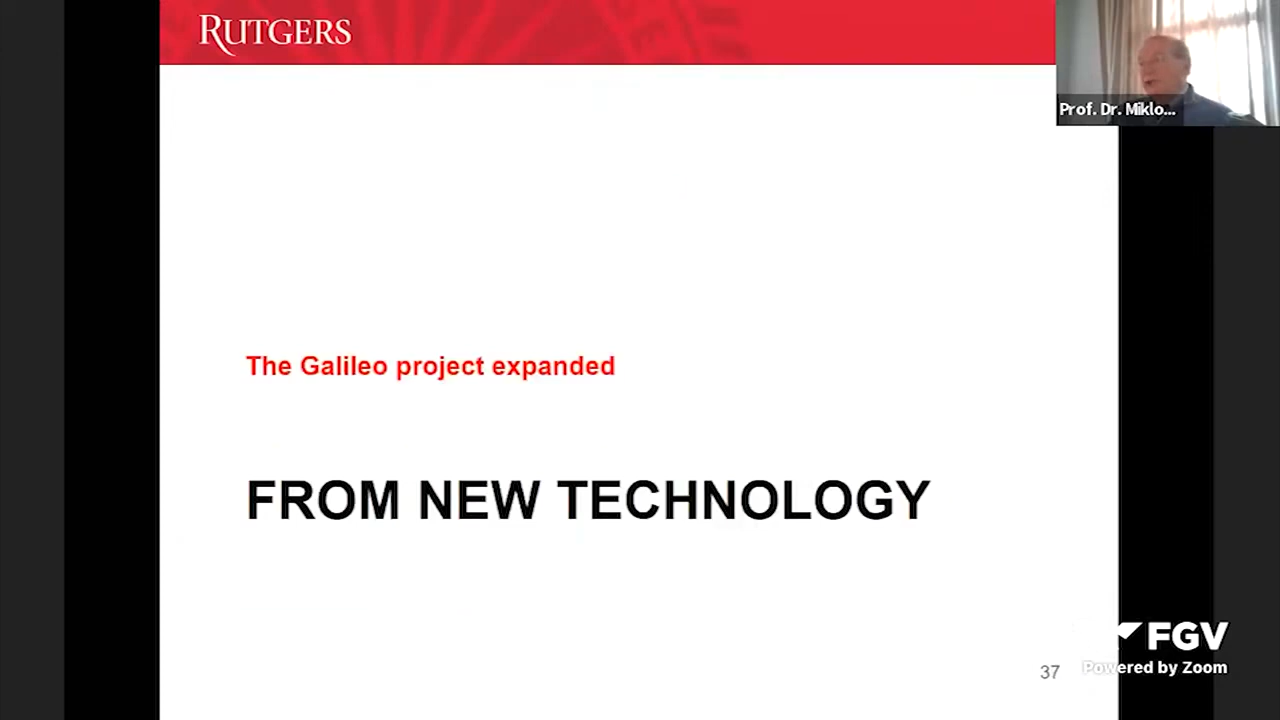 RUTGERS
Prof. Dr. Miklo...
The Galileo project expanded
FROM NEW TECHNOLOGY
FGV
37
Powered by Zoom